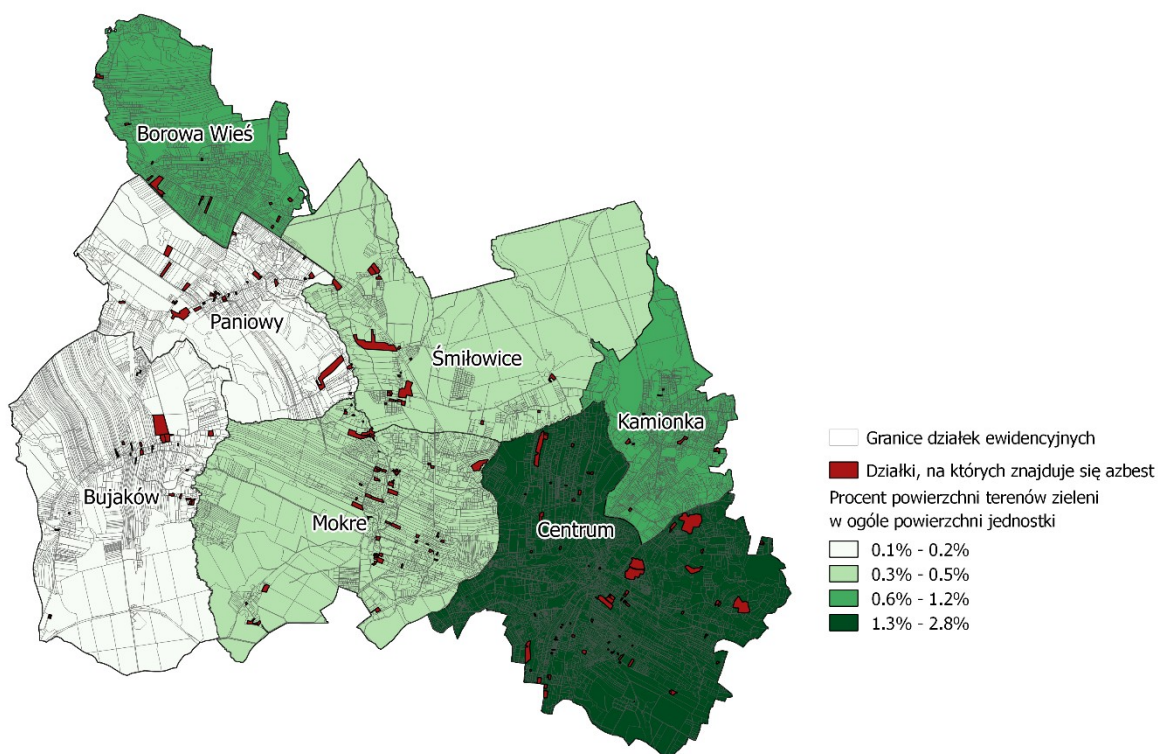 Borowa Wieś
Paniowy
Śmiłowice
Kamionka
Bujaków
Mokre
Centrum
Granice działek ewidencyjnych
Działki, na których znajduje się azbest
Procent powierzchni terenów zieleni
w ogóle powierzchni jednostki
0.1% - 0.2%
0.3% - 0.5%
0.6% - 1.2%
1.3% - 2.8%